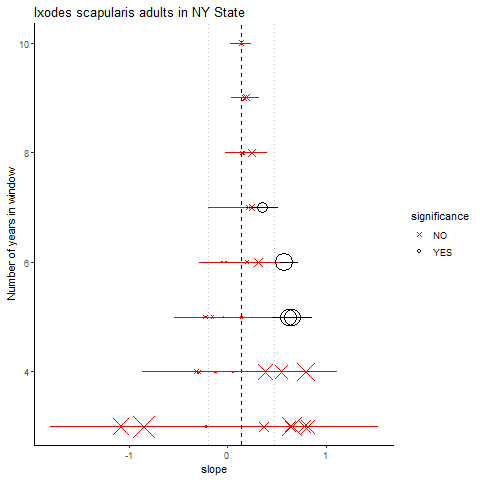 Ixodes scapularis adults in NY State
10
8
6
4
Number of years in window
-1
0
1
slope
significance
NO
YES